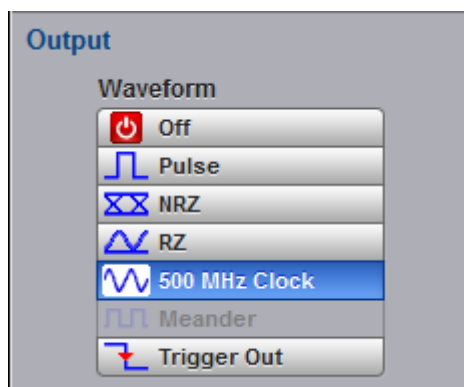 Output
Waveform
Off
Pulse
NRZ
RZ
500 MHz Clock
Meander
Trigger Out